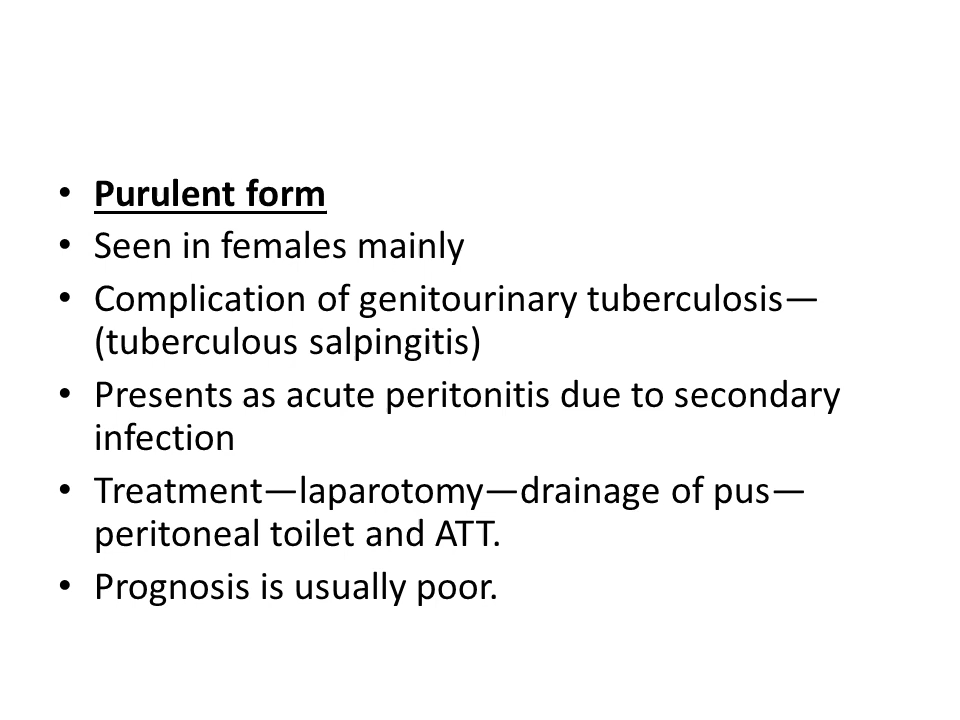 • Purulent form
• Seen in females mainly
• Complication of genitourinary tuberculosis—
(tuberculous salpingitis)
• Presents as acute peritonitis due to secondary
infection
• Treatment—laparotomy—drainage of pus—
peritoneal toilet and ATT.
• Prognosis is usually poor.